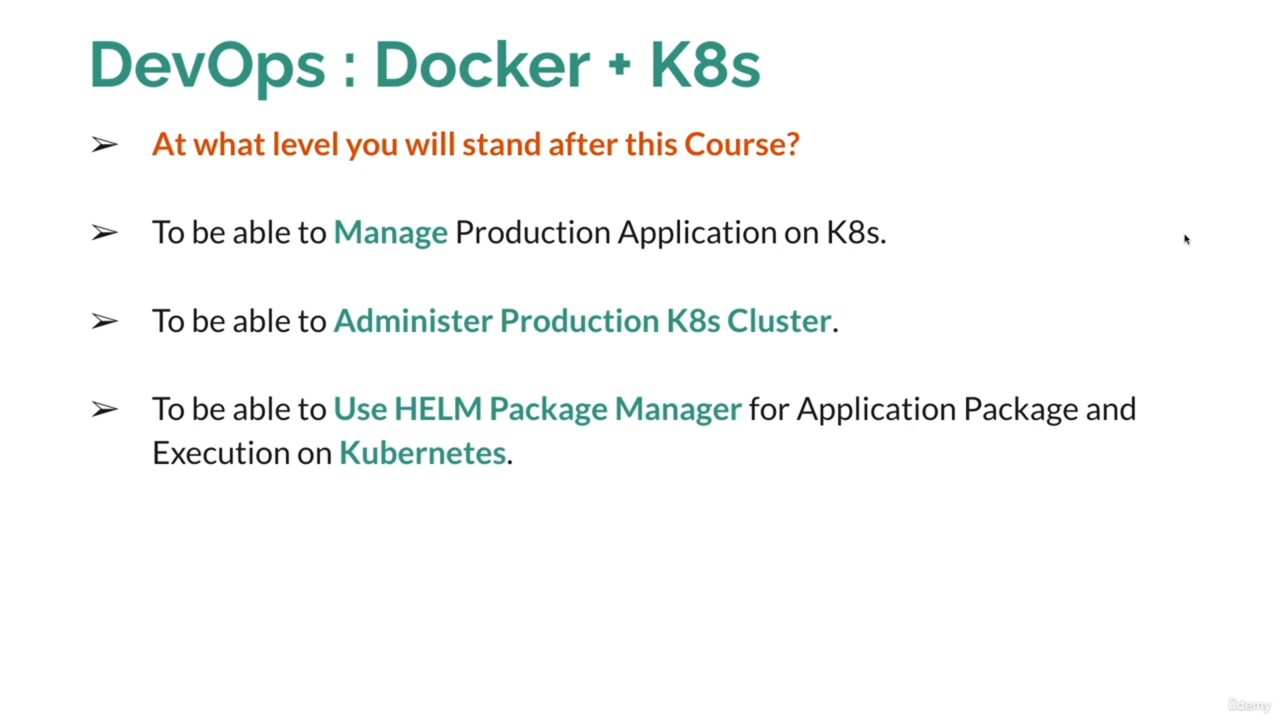 DevOps : Docker + K8s
➢ At what level you will stand after this Course?
➢ To be able to Manage Production Application on K8s.
➢ To be able to Administer Production K8s Cluster.
➢ To be able to Use HELM Package Manager for Application Package and
Execution on Kubernetes.
ûdemy